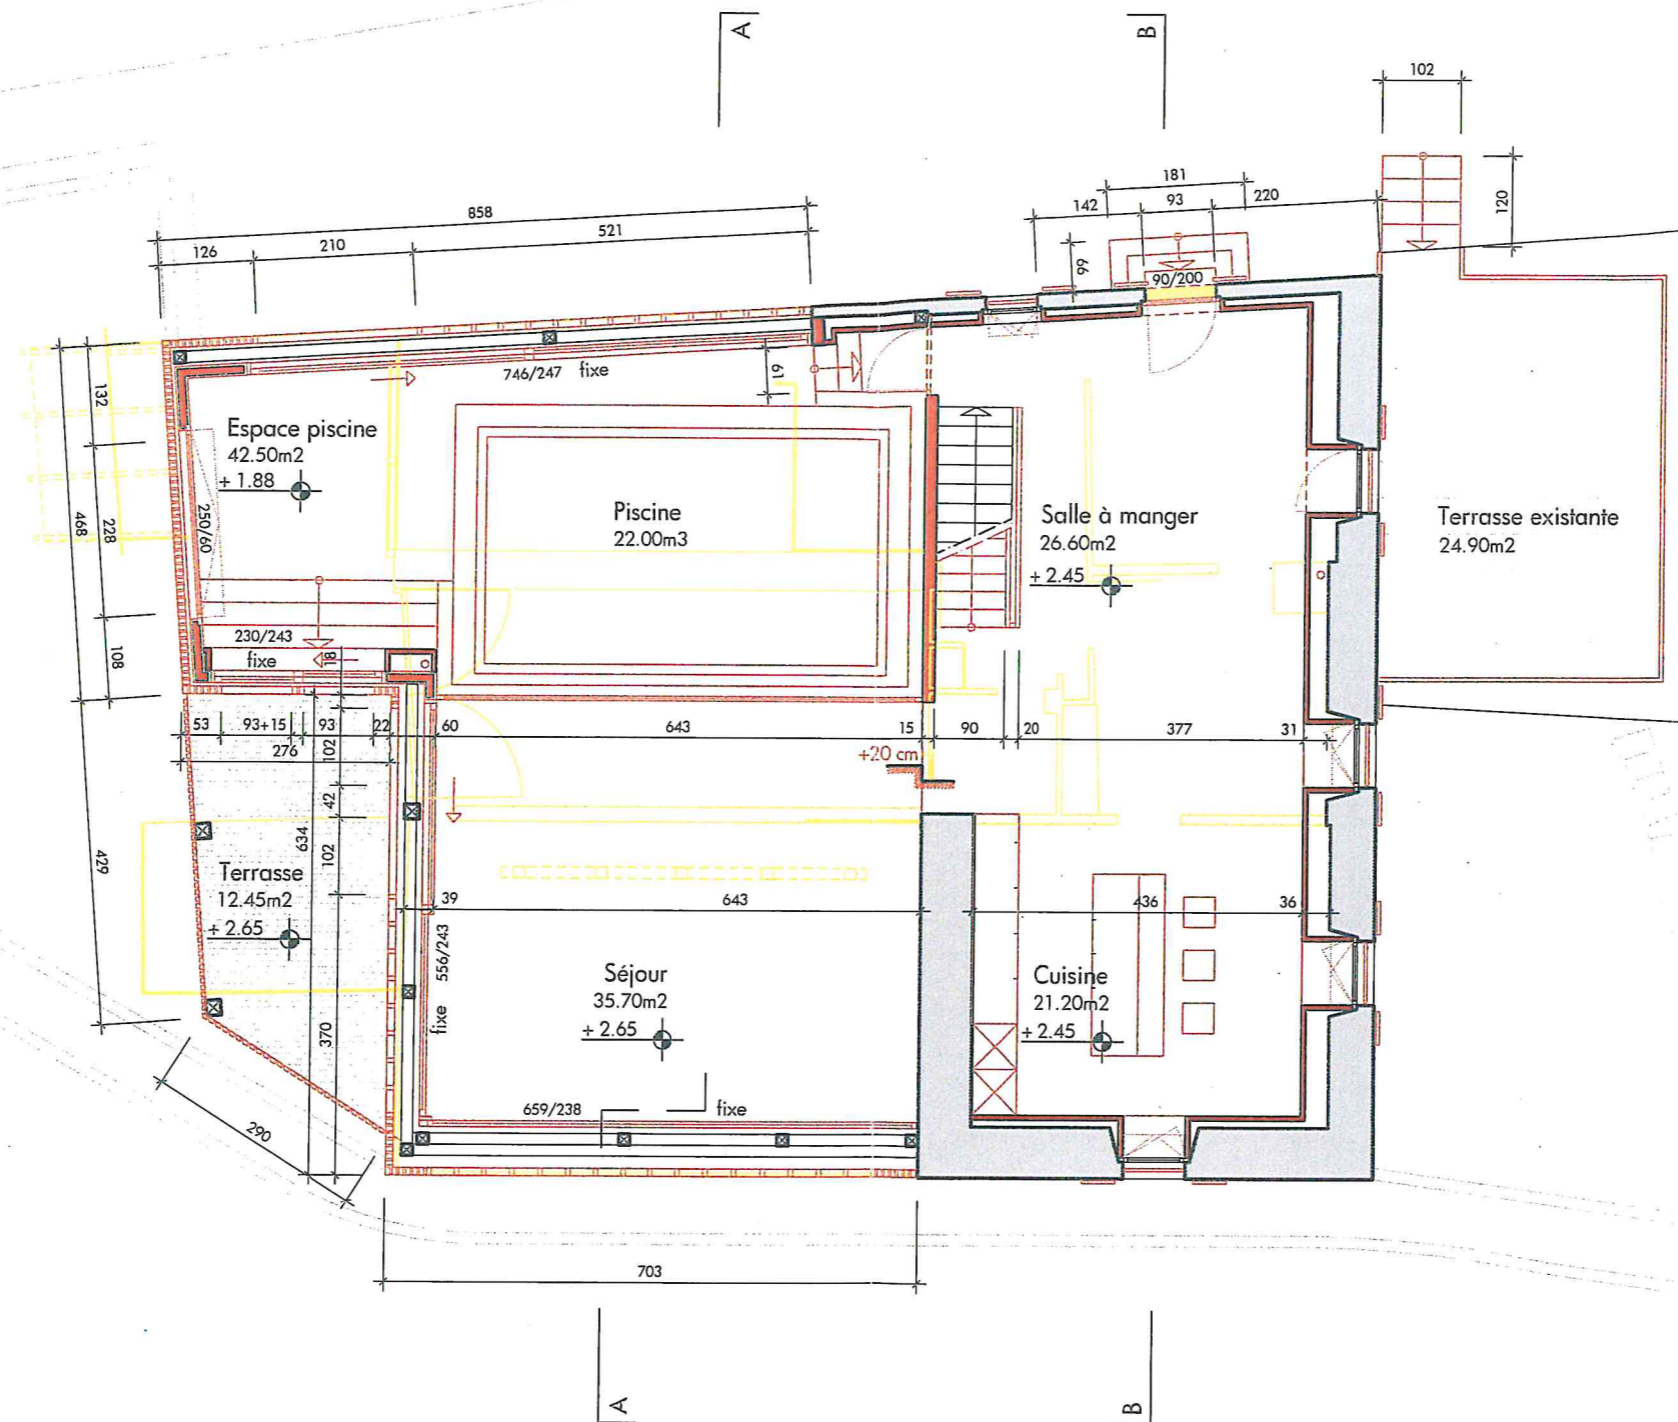 A
B
102
120
181
142
93
220
99
90/200
858
126
210
521
746/247
fixe
61
132
468
228
108
250/60
Espace piscine
42.50m2
+ 1.88
Piscine
22.00m3
Salle à manger
26.60m2
+ 2.45
Terrasse existante
24.90m2
230/243
fixe
18
53
93+15
93
22
276
102
60
643
15
90
20
377
31
+20 cm
42
634
102
429
Terrasse
12.45m2
+ 2.65
39
643
436
36
556/243
fixe
370
Séjour
35.70m2
+ 2.65
Cuisine
21.20m2
+ 2.45
659/238
fixe
290
703
A
B